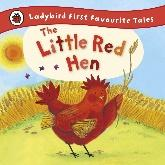 Ladybird First Favourite Tales
The
Little Red
Hen